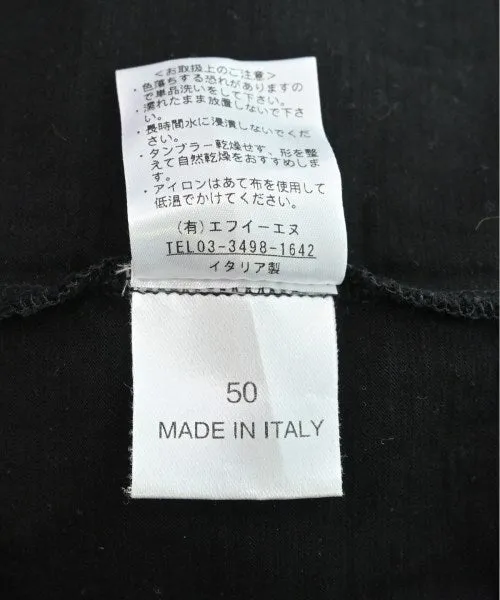 <お取扱上のご注意>
・色落ちする恐れがありますの
で単品洗いをして下さい。
・濡れたまま放置しないで下さ
い。
・長時間水に浸漬しないでくだ
さい。
・タンブラー乾燥せず、形を整
えて自然乾燥をおすすめしま
す。
・アイロンはあて布を使用して
低温でかけてください。
(有)エフイーエヌ
TEL03-3498-1642
イタリア製
50
MADE IN ITALY